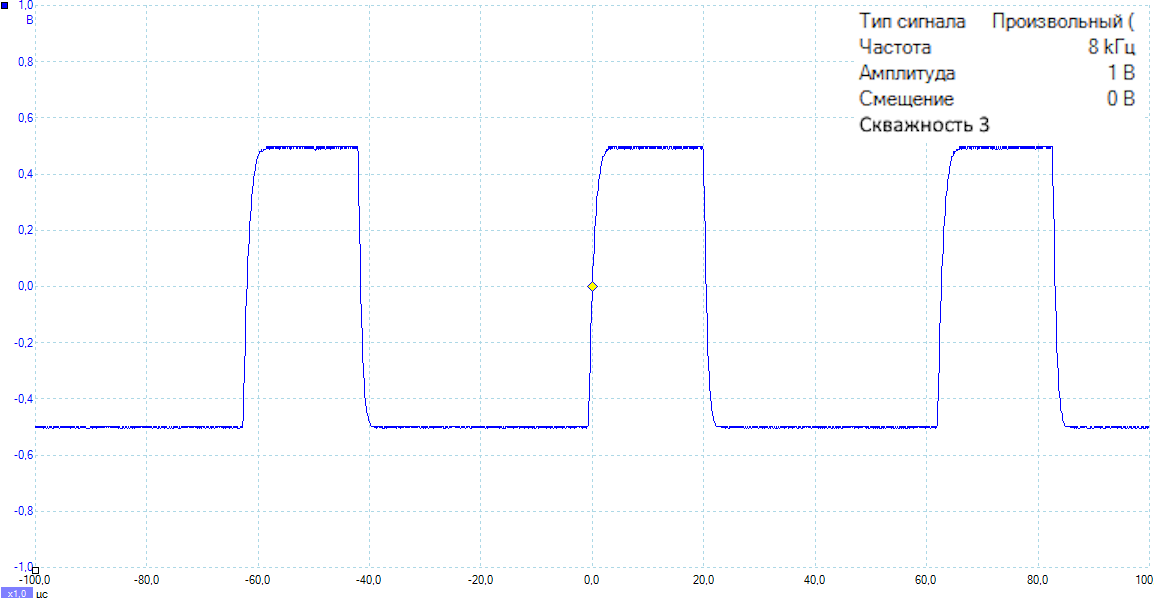 1,0
В
0,8
0,6
0,4
0,2
0,0
-0,2
-0,4
-0,6
-0,8
-1,0
Тип сигнала Произвольный (
Частота 8 kГц
Амплитуда 1 В
Смещение 0 В
Скважность 3
-100,0 -80,0 -60,0 -40,0 -20,0 0,0 20,0 40,0 60,0 80,0 100
x1,0 μс